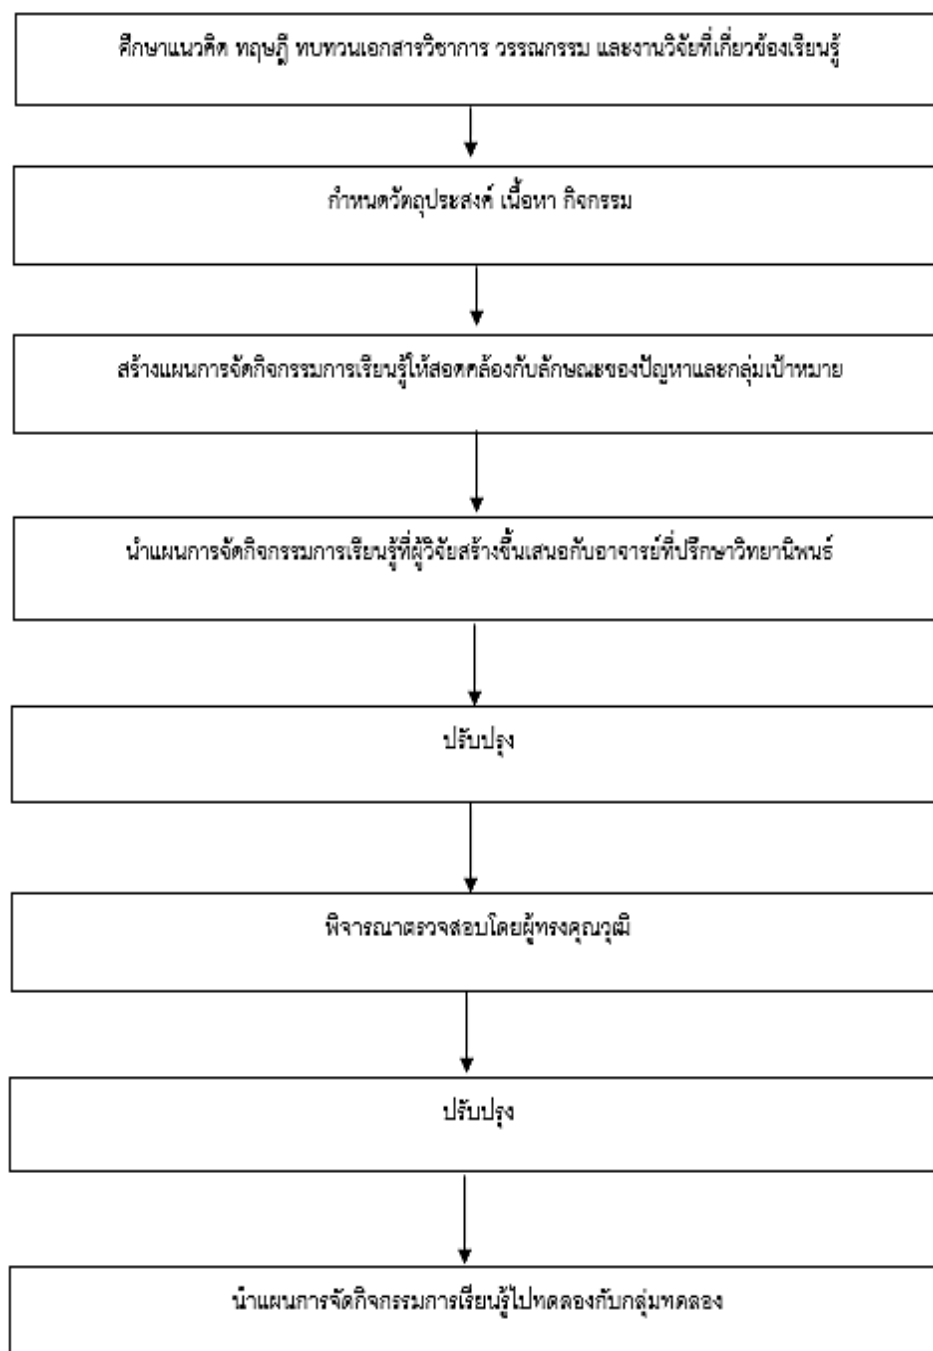 ศึกษาแนวคิด ทฤษฎี ทบทวนเอกสารวิชาการ วรรณกรรม และงานวิจัยที่เกี่ยวข้องเรียนรู้
กำหนดวัตถุประสงค์ เนื้อหา กิจกรรม
สร้างแผนการจัดกิจกรรมการเรียนรู้ให้สอดคล้องกับลักษณะของปัญหาและกลุ่มเป้าหมาย
นำแผนการจัดกิจกรรมการเรียนรู้ที่ผู้วิจัยสร้างขึ้นเสนอกับอาจารย์ที่ปรึกษาวิทยานิพนธ์
ปรับปรุง
พิจารณาตรวจสอบโดยผู้ทรงคุณวุฒิ
ปรับปรุง
นำแผนการจัดกิจกรรมการเรียนรู้ไปทดลองกับกลุ่มทดลอง